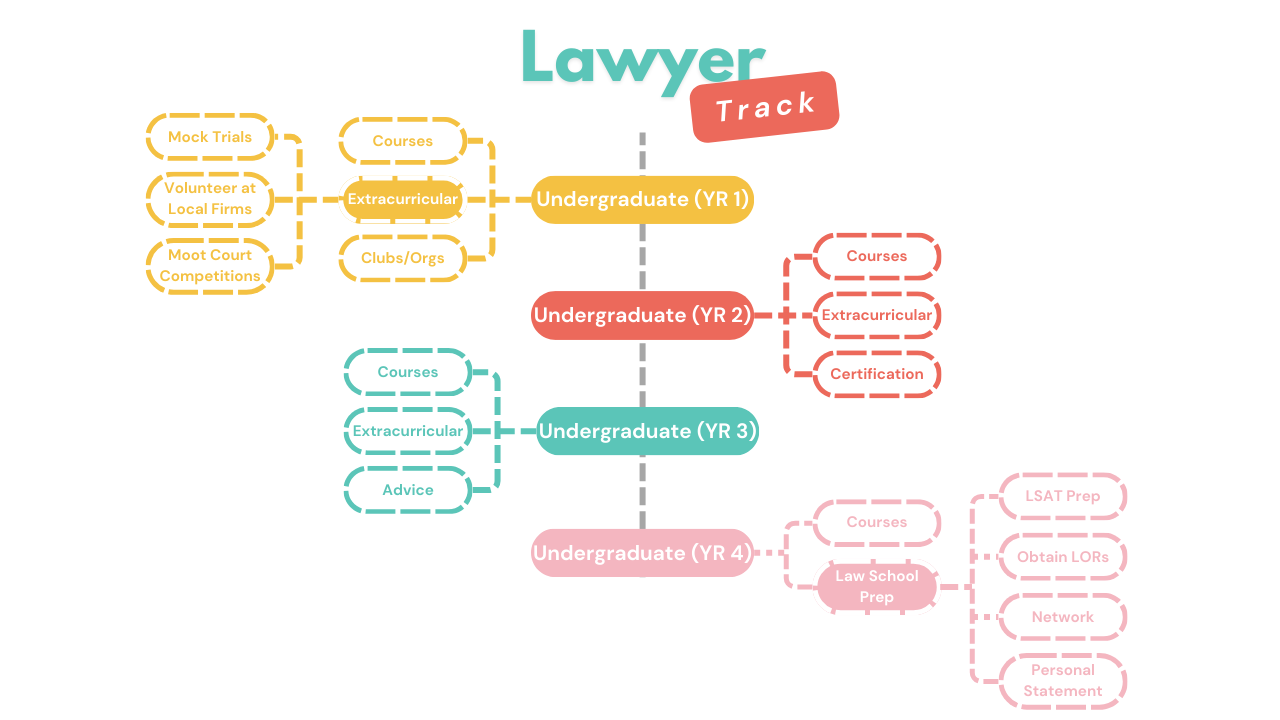 Lawyer
Track
Undergraduate (YR 1)
Courses
Extracurricular
Clubs/Orgs
Mock Trials
Volunteer at
Local Firms
Moot Court
Competitions
Undergraduate (YR 2)
Courses
Extracurricular
Certification
Undergraduate (YR 3)
Courses
Extracurricular
Advice
Undergraduate (YR 4)
Courses
Law School
Prep
LSAT Prep
Obtain LORs
Network
Personal
Statement